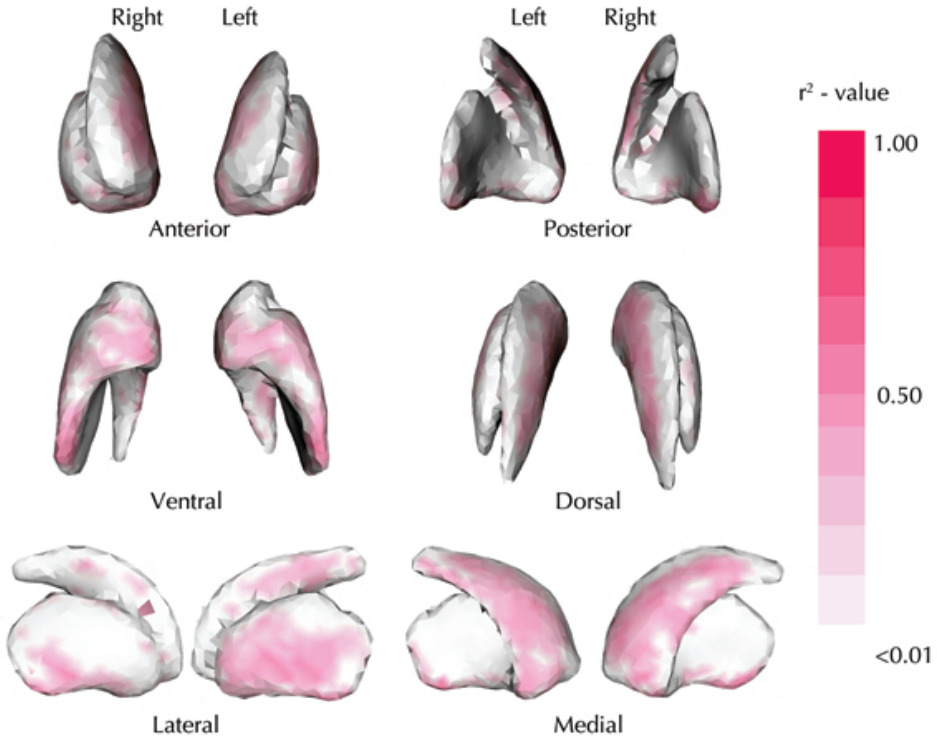 Right Left Left Right
r² - value
1.00
Anterior Posterior
0.50
Ventral Dorsal
<0.01
Lateral Medial